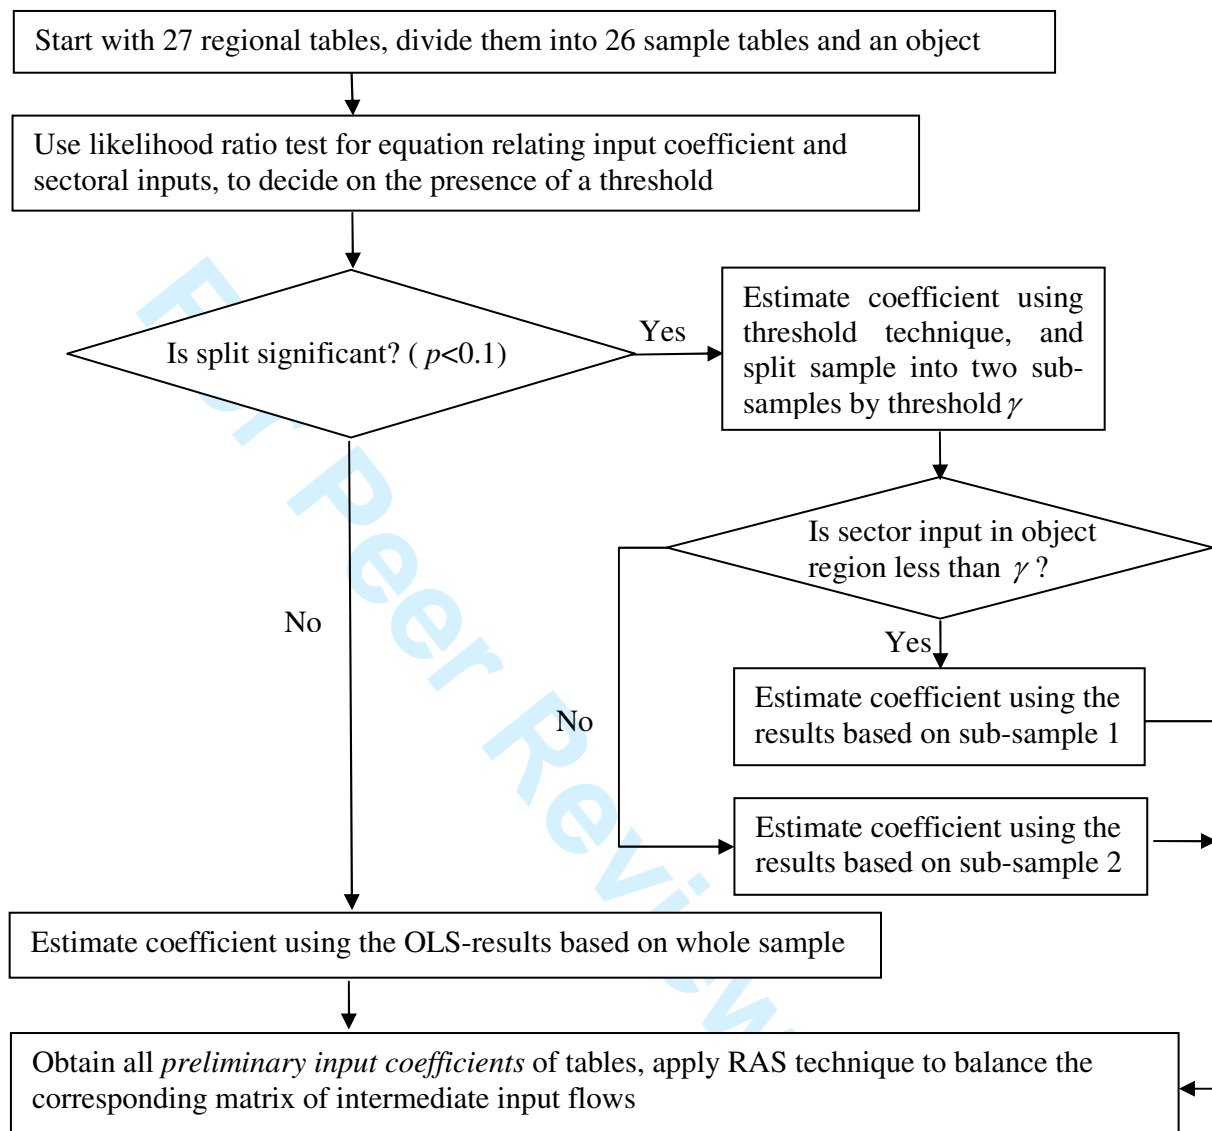 Start with 27 regional tables, divide them into 26 sample tables and an object
Use likelihood ratio test for equation relating input coefficient and
sectoral inputs, to decide on the presence of a threshold
Is split significant? ( p<0.1)
Yes
Estimate coefficient using
threshold technique, and
split sample into two sub-
samples by threshold γ
Is sector input in object
region less than γ ?
No
Yes
Estimate coefficient using the
results based on sub-sample 1
No
Estimate coefficient using the
results based on sub-sample 2
Estimate coefficient using the OLS-results based on whole sample
Obtain all preliminary input coefficients of tables, apply RAS technique to balance the
corresponding matrix of intermediate input flows
For Peer Review